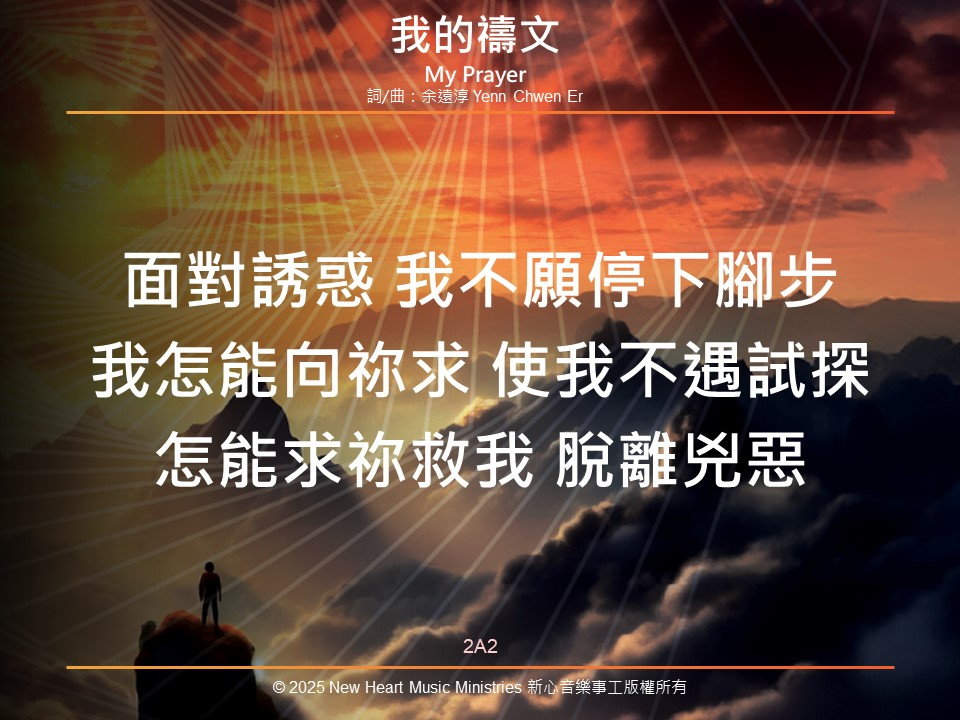 我的禱文
My Prayer
詞/曲：余遠淳 Yenn Chwen Er
面對誘惑 我不願停下腳步
我怎能向祢求 使我不遇試探
怎能求祢救我 脫離兇惡
2A2
© 2025 New Heart Music Ministries 新心音樂事工版權所有